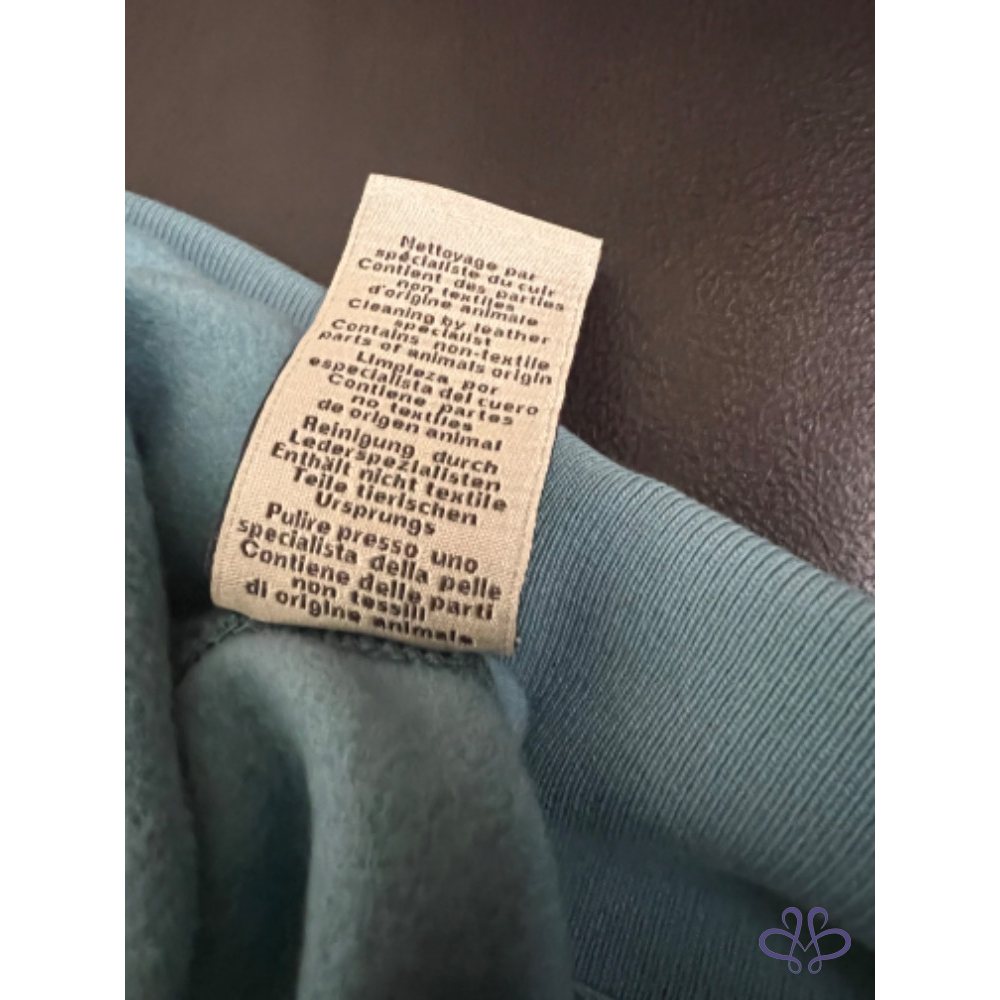 Nettoyage par
spécialiste du cuir
Contient des parties
non textiles
d'origine animale
Cleaning by leather
specialist
Contains non-textile
parts of animals origin
Limpieza por
especialista del cuero
Contiene partes
no textiles
de origen animal
Reinigung durch
Lederspezialisten
Enthält nicht textile
Teile tierischen
Ursprungs
Pulire presso uno
specialista della pelle
Contiene delle parti
non tessili
di origine animale